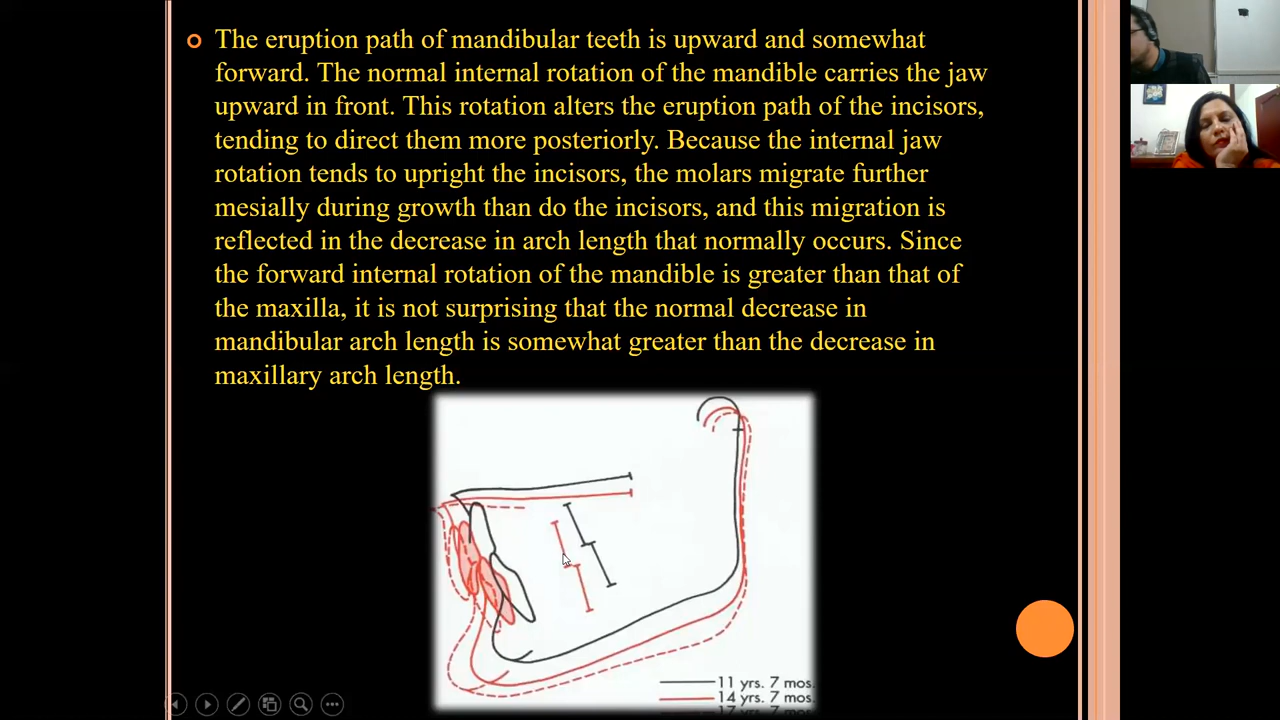 The eruption path of mandibular teeth is upward and somewhat
forward. The normal internal rotation of the mandible carries the jaw
upward in front. This rotation alters the eruption path of the incisors,
tending to direct them more posteriorly. Because the internal jaw
rotation tends to upright the incisors, the molars migrate further
mesially during growth than do the incisors, and this migration is
reflected in the decrease in arch length that normally occurs. Since
the forward internal rotation of the mandible is greater than that of
the maxilla, it is not surprising that the normal decrease in
mandibular arch length is somewhat greater than the decrease in
maxillary arch length.
11 yrs. 7 mos.
14 yrs. 7 mos.
17 yrs. 7 mos.